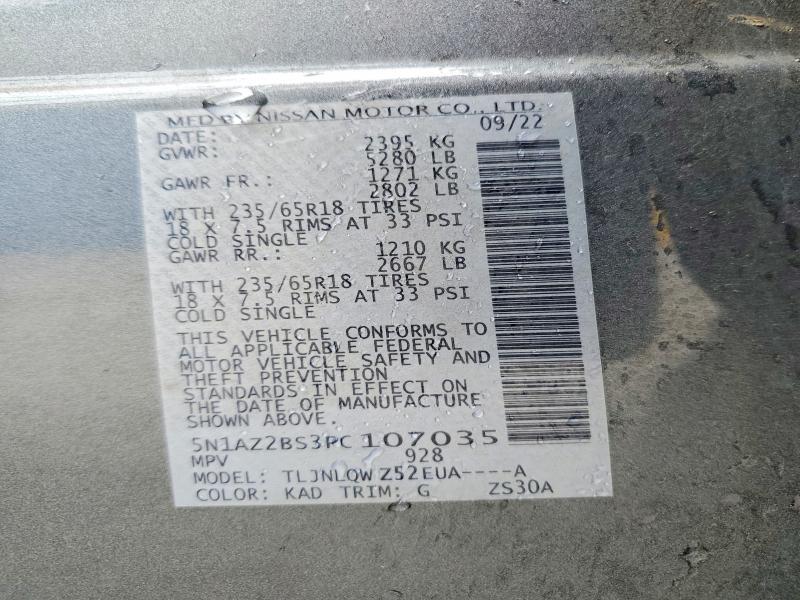 MFD BY NISSAN MOTOR CO., LTD.
DATE: 09/22
GVWR: 2395 KG
5280 LB
GAWR FR.: 1271 KG
2802 LB
WITH 235/65R18 TIRES
18 X 7.5 RIMS AT 33 PSI
COLD SINGLE
GAWR RR.: 1210 KG
2667 LB
WITH 235/65R18 TIRES
18 X 7.5 RIMS AT 33 PSI
COLD SINGLE
THIS VEHICLE CONFORMS TO
ALL APPLICABLE FEDERAL
MOTOR VEHICLE SAFETY AND
THEFT PREVENTION
STANDARDS IN EFFECT ON
THE DATE OF MANUFACTURE
SHOWN ABOVE.
5N1AZ2BS3PC107035
MPV 928
MODEL: TLJNLQWZ52EUA----A
COLOR: KAD TRIM: G ZS30A